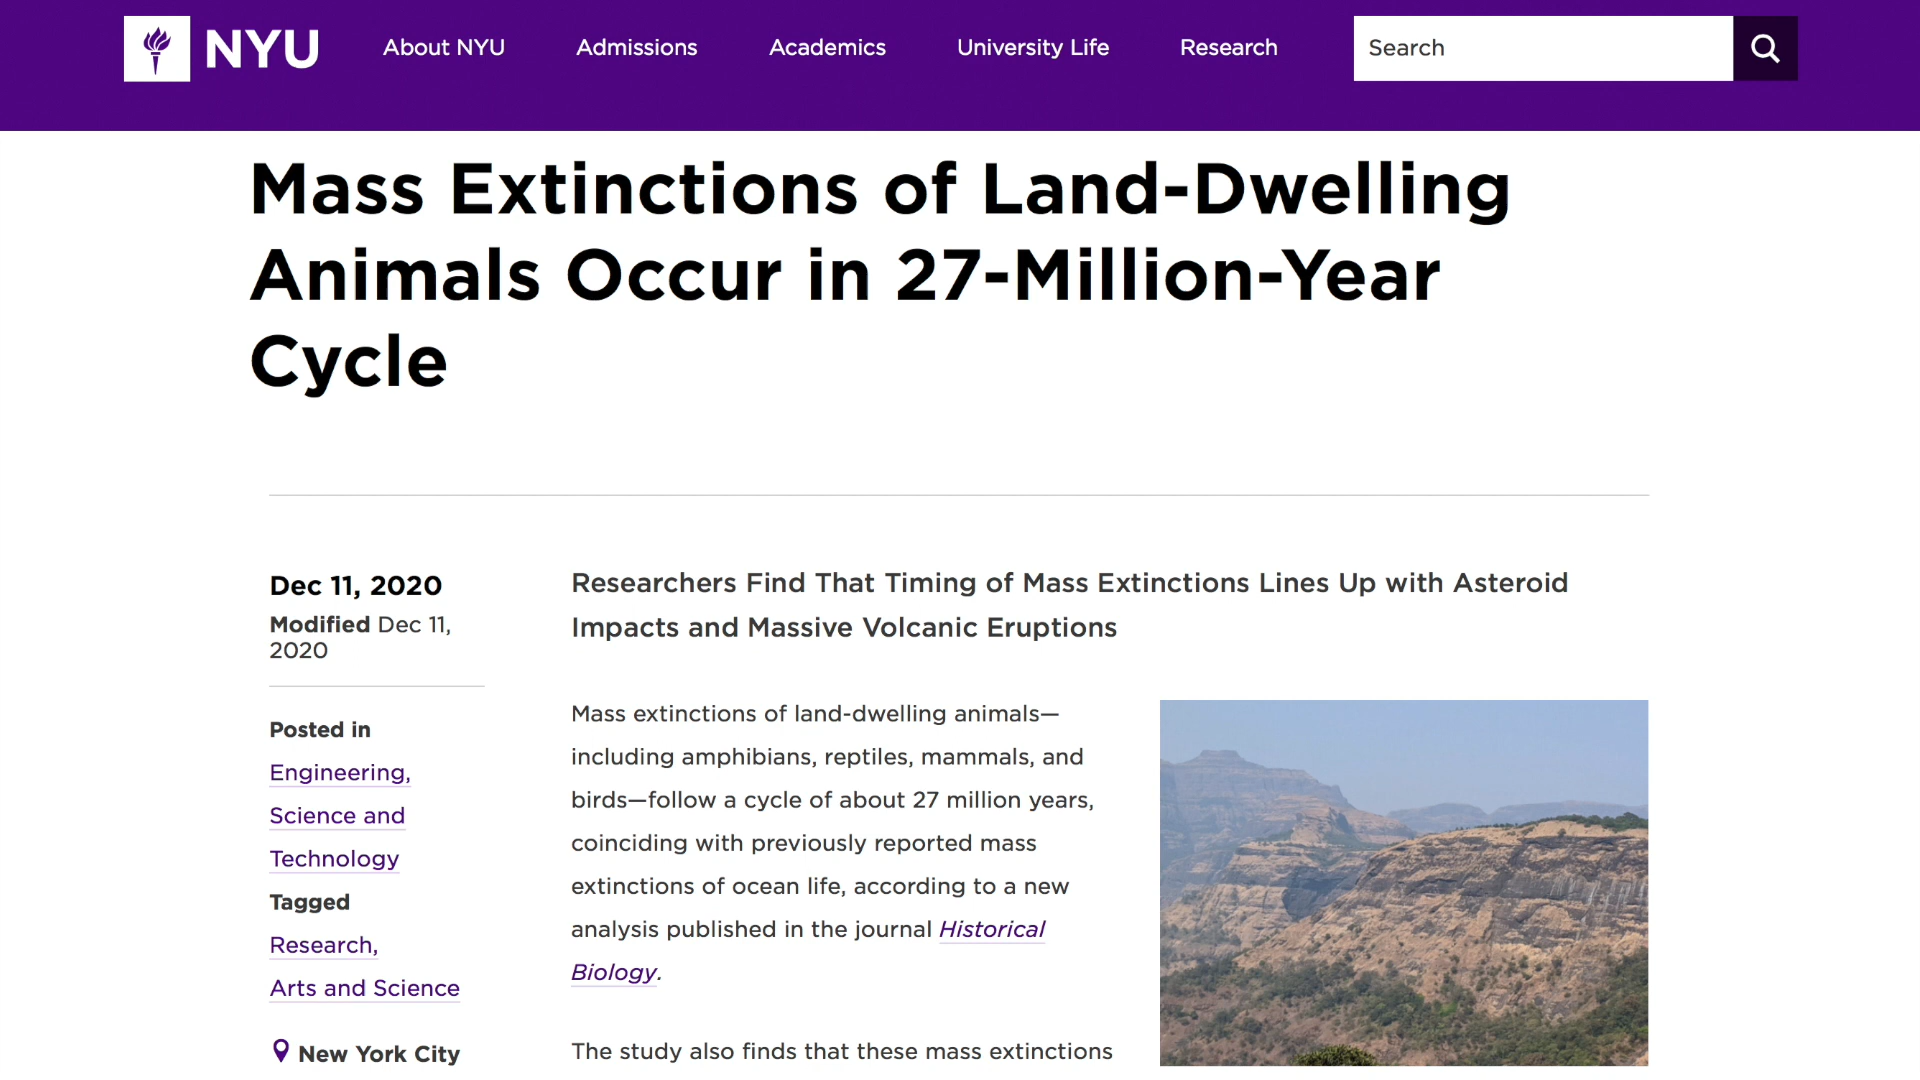 NYU
About NYU
Admissions
Academics
University Life
Research
Search
Mass Extinctions of Land-Dwelling
Animals Occur in 27-Million-Year
Cycle
Dec 11, 2020
Modified Dec 11,
2020
Posted in
Engineering,
Science and
Technology
Tagged
Research,
Arts and Science
New York City
Researchers Find That Timing of Mass Extinctions Lines Up with Asteroid
Impacts and Massive Volcanic Eruptions
Mass extinctions of land-dwelling animals—
including amphibians, reptiles, mammals, and
birds—follow a cycle of about 27 million years,
coinciding with previously reported mass
extinctions of ocean life, according to a new
analysis published in the journal Historical
Biology.
The study also finds that these mass extinctions